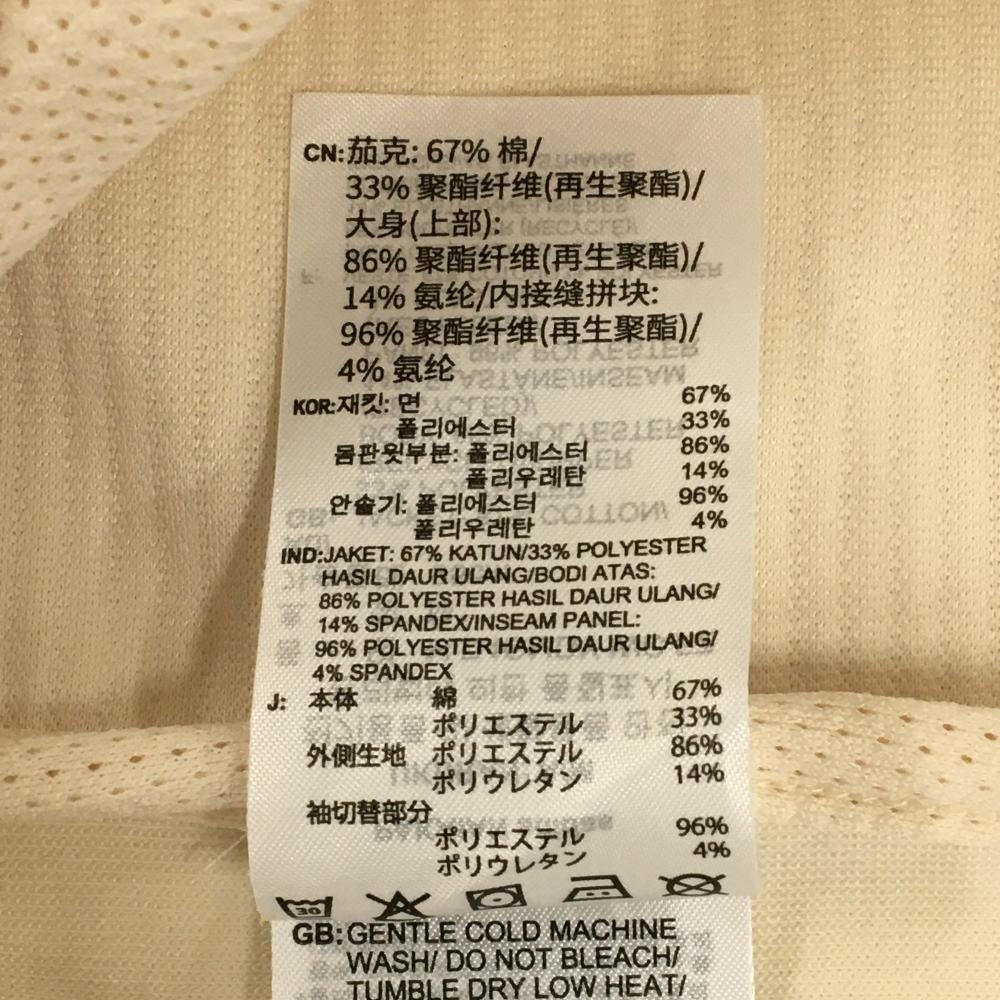 CN:茄克: 67% 棉/
33% 聚酯纤维(再生聚酯)/
大身(上部):
86% 聚酯纤维(再生聚酯)/
14% 氨纶/内接缝拼块:
96% 聚酯纤维(再生聚酯)/
4% 氨纶
KOR:재킷: 면 67%
폴리에스터 33%
몸판윗부분: 폴리에스터 86%
폴리우레탄 14%
안솔기: 폴리에스터 96%
폴리우레탄 4%
IND:JAKET: 67% KATUN/33% POLYESTER
HASIL DAUR ULANG/BODI ATAS:
86% POLYESTER HASIL DAUR ULANG/
14% SPANDEX/INSEAM PANEL:
96% POLYESTER HASIL DAUR ULANG/
4% SPANDEX
J: 本体 綿 67%
ポリエステル 33%
外側生地 ポリエステル 86%
ポリウレタン 14%
袖切替部分
ポリエステル 96%
ポリウレタン 4%
30
GB:GENTLE COLD MACHINE
WASH/ DO NOT BLEACH/
TUMBLE DRY LOW HEAT/